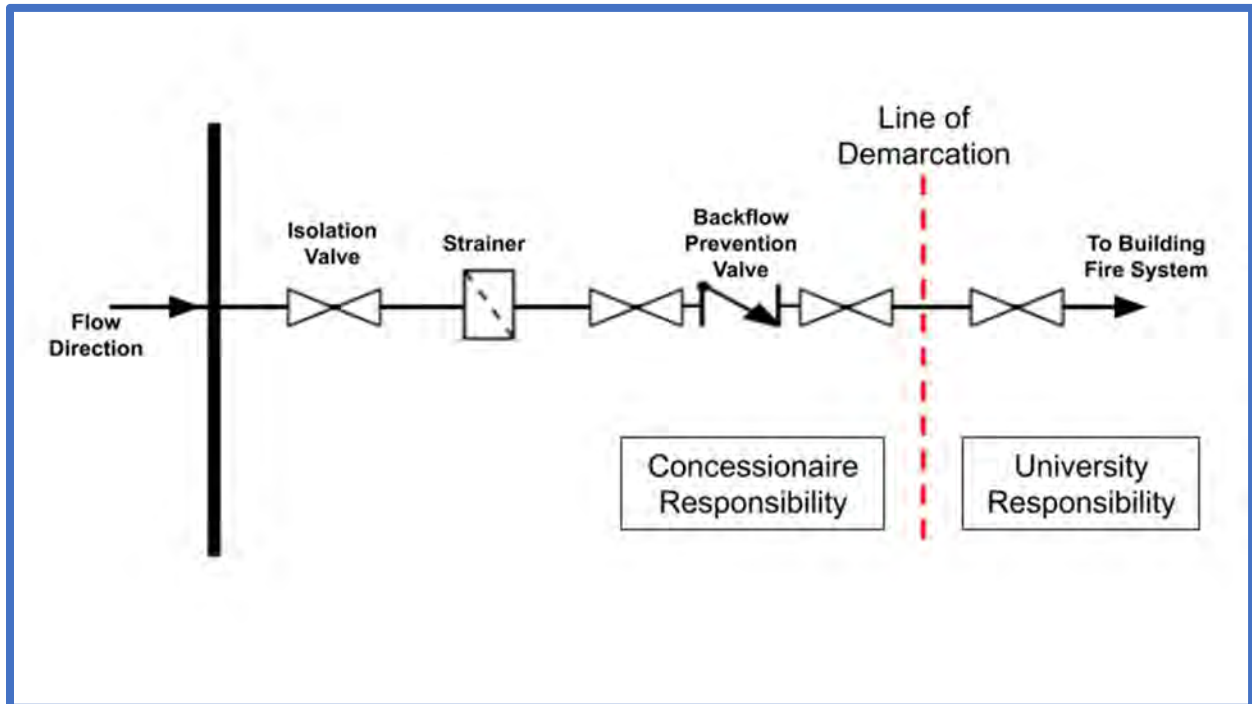 Line of
Demarcation
Isolation
Valve
Strainer
Backflow
Prevention
Valve
To Building
Fire System
Flow
Direction
Concessionaire
Responsibility
University
Responsibility